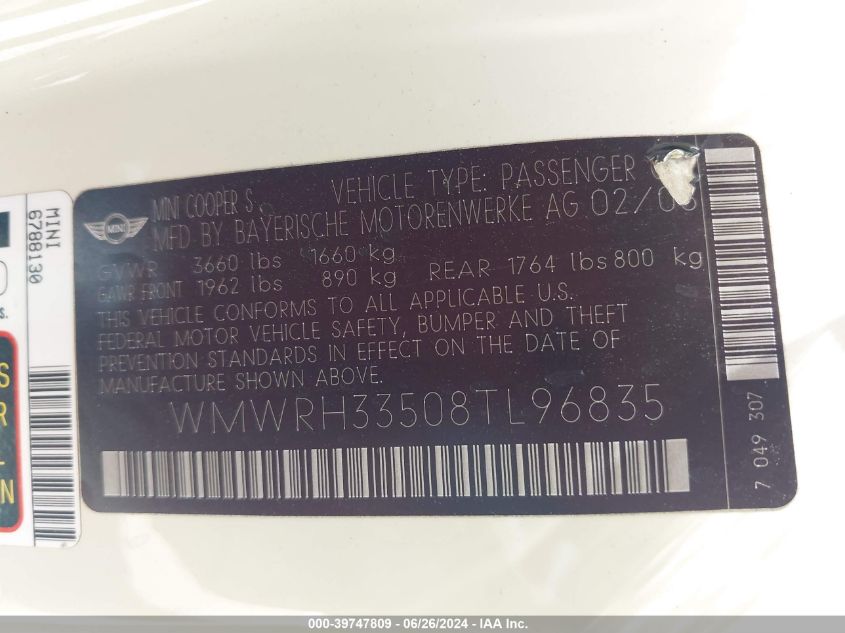 MINI
6788130
s.
S
R
L-
N
MINI
MINI COOPER S
VEHICLE TYPE: PASSENGER
MFD BY BAYERISCHE MOTORENWERKE AG 02/08
GVWR 3660 lbs 1660 kg
GAWR FRONT 1962 lbs 890 kg REAR 1764 lbs 800 kg
THIS VEHICLE CONFORMS TO ALL APPLICABLE U.S.
FEDERAL MOTOR VEHICLE SAFETY, BUMPER AND THEFT
PREVENTION STANDARDS IN EFFECT ON THE DATE OF
MANUFACTURE SHOWN ABOVE.
WMWRH33508TL96835
7 049 307
000-39747809 | 06/26/2024 - IAA Inc.